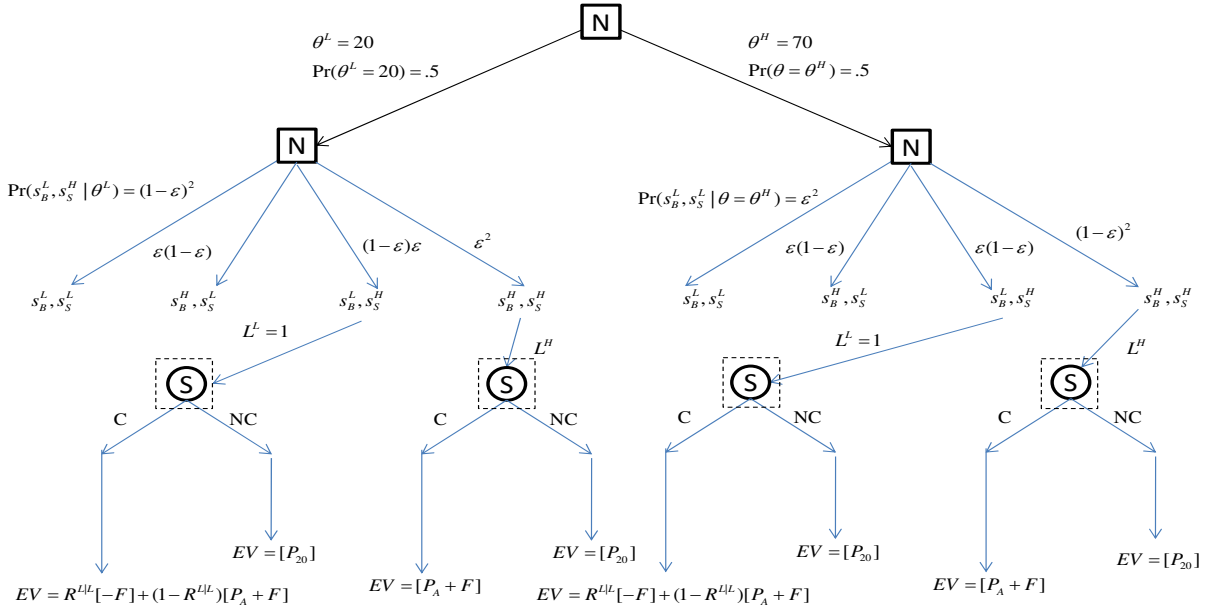 N
θ^L = 20
Pr(θ^L = 20) = .5
θ^H = 70
Pr(θ = θ^H) = .5
N
N
Pr(s_B^L, s_S^H | θ^L) = (1−ε)^2
ε(1−ε)
(1−ε)ε
ε^2
Pr(s_B^L, s_S^L | θ = θ^H) = ε^2
ε(1−ε)
ε(1−ε)
(1−ε)^2
s_B^L, s_S^L
s_B^H, s_S^L
s_B^L, s_S^H
s_B^H, s_S^H
s_B^L, s_S^L
s_B^H, s_S^L
s_B^L, s_S^H
s_B^H, s_S^H
L^L = 1
L^H
L^L = 1
L^H
S
S
S
S
C
NC
C
NC
C
NC
C
NC
EV = [P_20]
EV = [P_20]
EV = [P_20]
EV = [P_20]
EV = R^{L|L}[−F] + (1−R^{L|L})[P_A + F]
EV = [P_A + F]
EV = R^{L|L}[−F] + (1−R^{L|L})[P_A + F]
EV = [P_A + F]